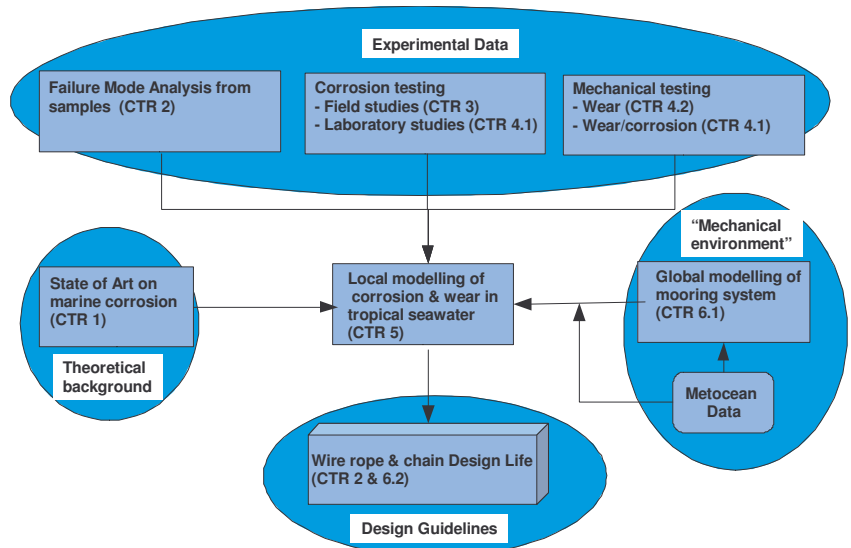 Experimental Data
Failure Mode Analysis from
samples (CTR 2)
Corrosion testing
- Field studies (CTR 3)
- Laboratory studies (CTR 4.1)
Mechanical testing
- Wear (CTR 4.2)
- Wear/corrosion (CTR 4.1)
State of Art on
marine corrosion
(CTR 1)
Theoretical
background
Local modelling of
corrosion & wear in
tropical seawater
(CTR 5)
“Mechanical
environment”
Global modelling of
mooring system
(CTR 6.1)
Metocean
Data
Wire rope & chain Design Life
(CTR 2 & 6.2)
Design Guidelines